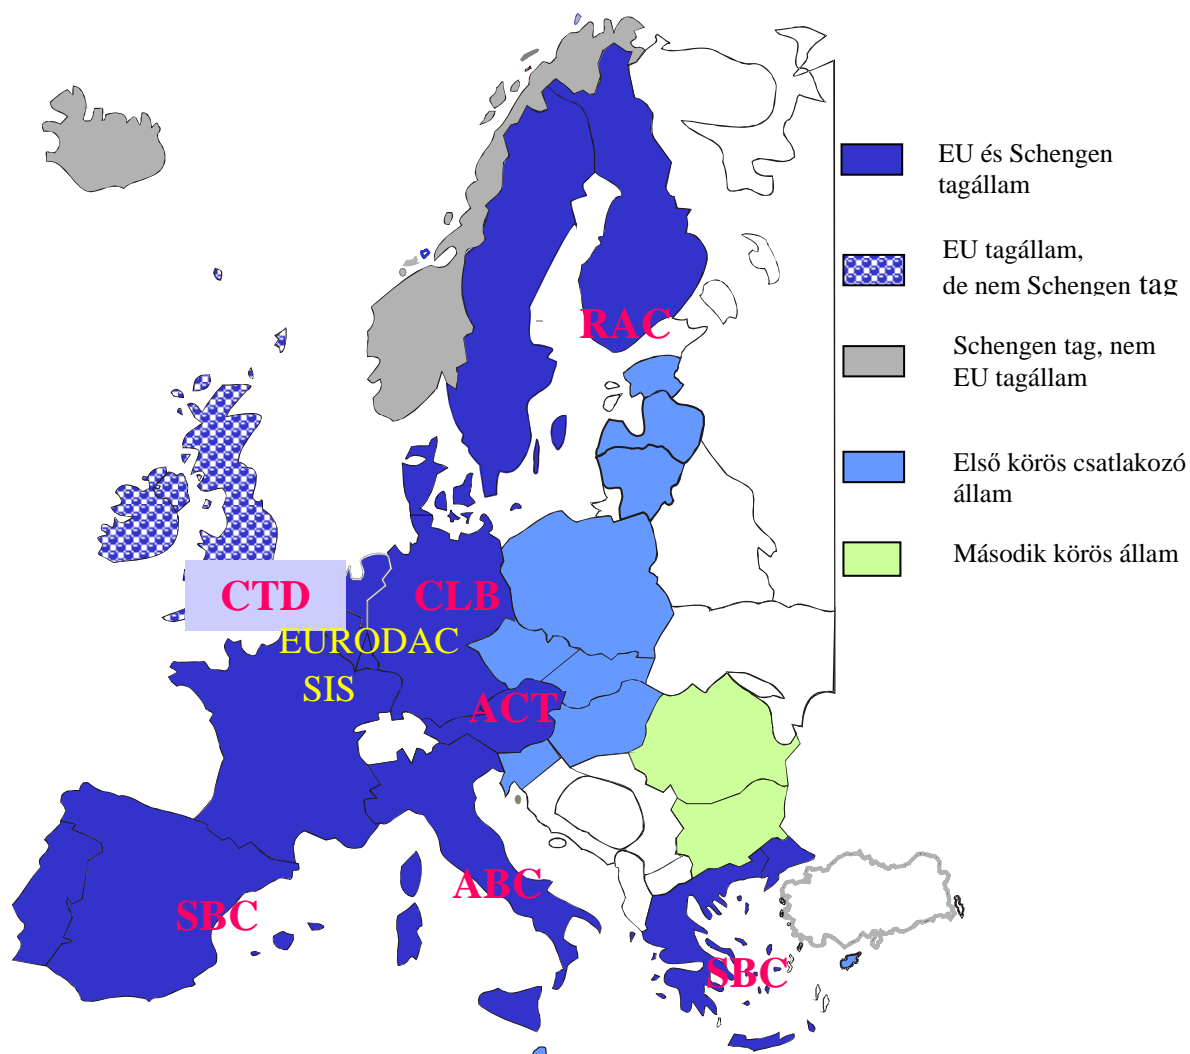 EU és Schengen
tagállam
EU tagállam,
de nem Schengen tag
Schengen tag, nem
EU tagállam
Első körös csatlakozó
állam
Második körös állam
RAC
CTD
CLB
EURODAC
SIS
ACT
ABC
SBC
SBC